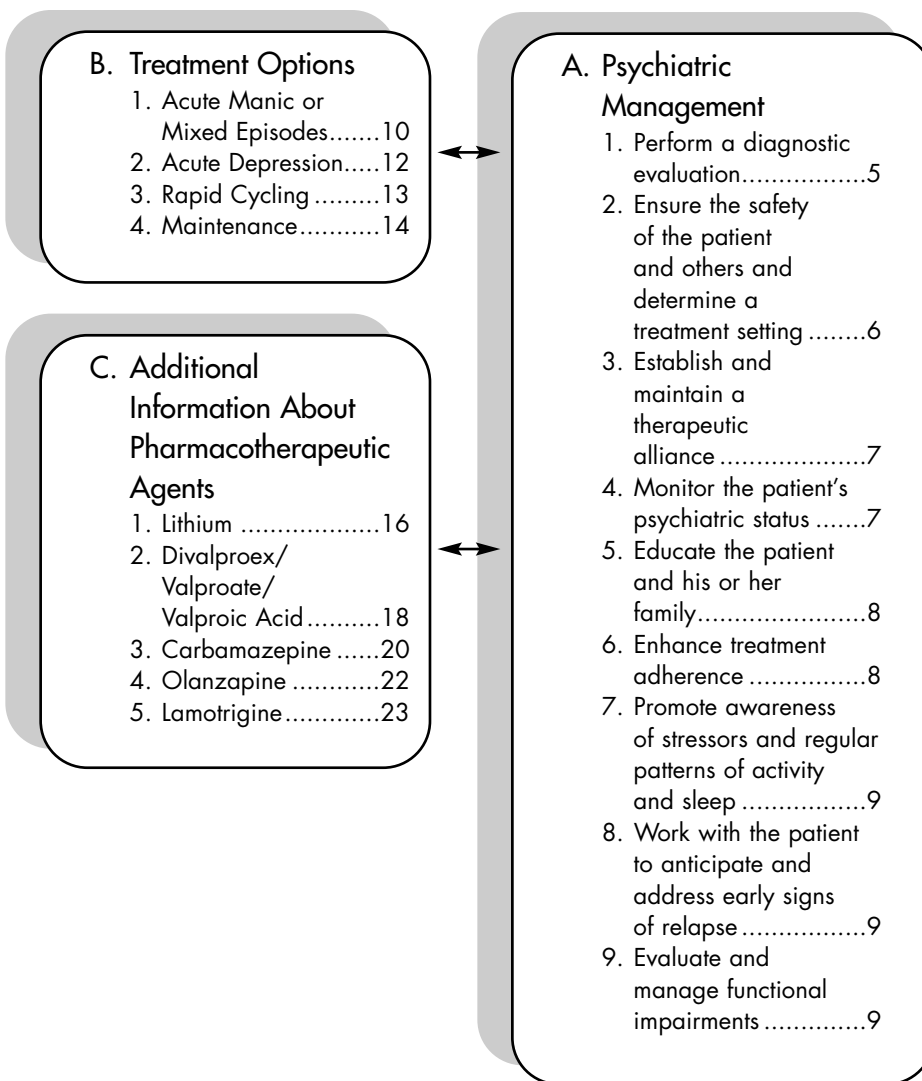 B. Treatment Options
1. Acute Manic or
Mixed Episodes.......10
2. Acute Depression.....12
3. Rapid Cycling .........13
4. Maintenance...........14
C. Additional
Information About
Pharmacotherapeutic
Agents
1. Lithium ...................16
2. Divalproex/
Valproate/
Valproic Acid..........18
3. Carbamazepine ......20
4. Olanzapine ............22
5. Lamotrigine.............23
A. Psychiatric
Management
1. Perform a diagnostic
evaluation.................5
2. Ensure the safety
of the patient
and others and
determine a
treatment setting ........6
3. Establish and
maintain a
therapeutic
alliance ...................7
4. Monitor the patient's
psychiatric status .......7
5. Educate the patient
and his or her
family......................8
6. Enhance treatment
adherence ................8
7. Promote awareness
of stressors and regular
patterns of activity
and sleep .................9
8. Work with the patient
to anticipate and
address early signs
of relapse.................9
9. Evaluate and
manage functional
impairments ..............9